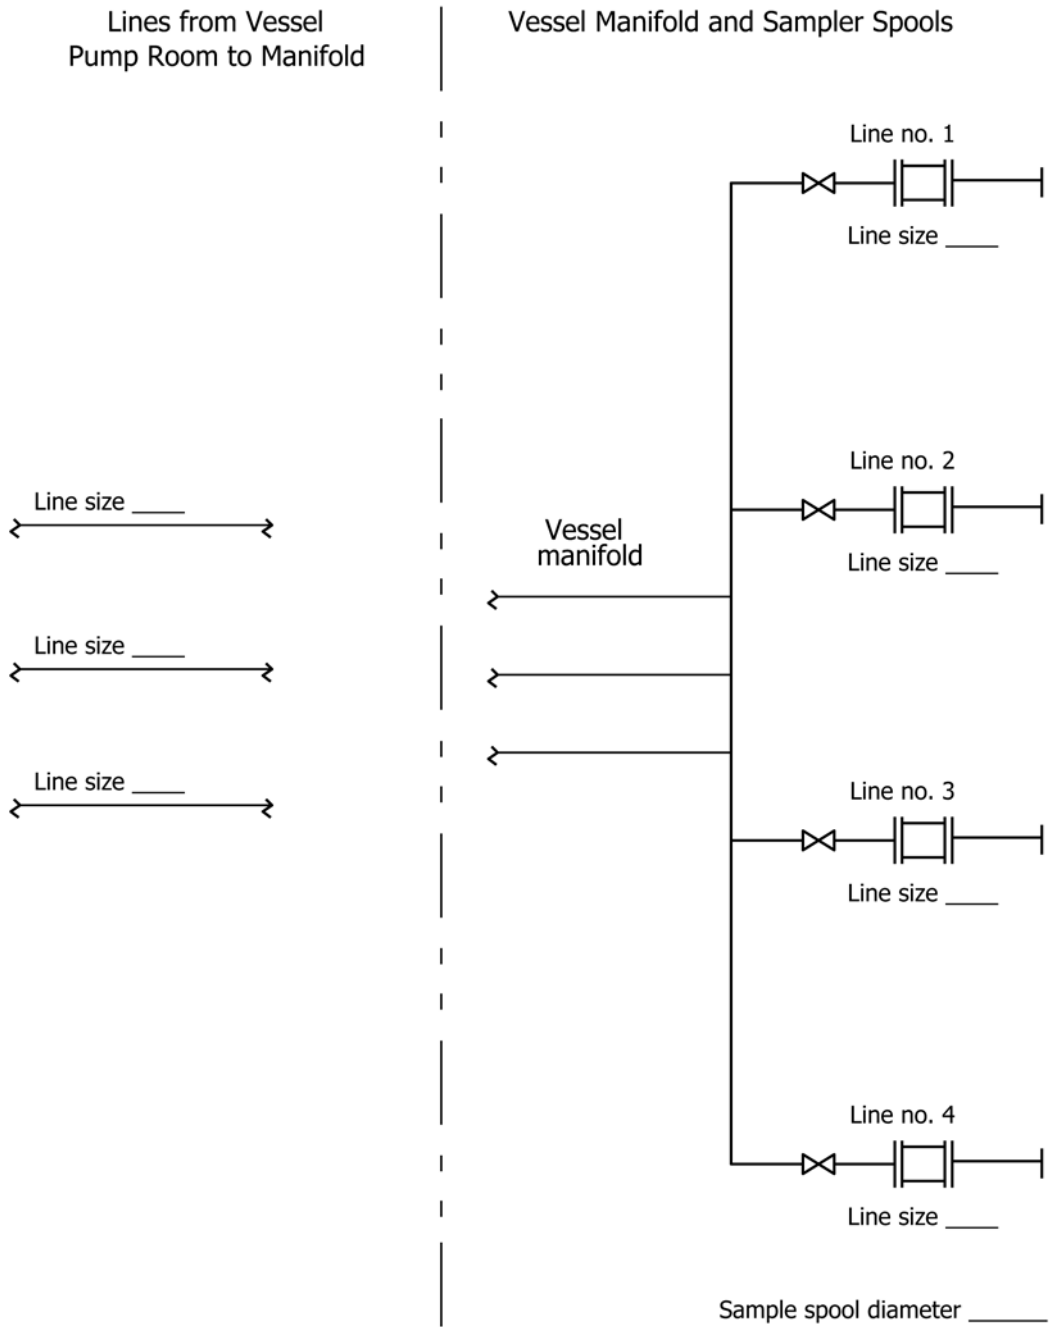 Lines from Vessel
Pump Room to Manifold
Vessel Manifold and Sampler Spools
Line no. 1
Line size ____
Line no. 2
Line size ____
Line size ____
Vessel
manifold
Line size ____
Line size ____
Line no. 3
Line size ____
Line no. 4
Line size ____
Sample spool diameter ______